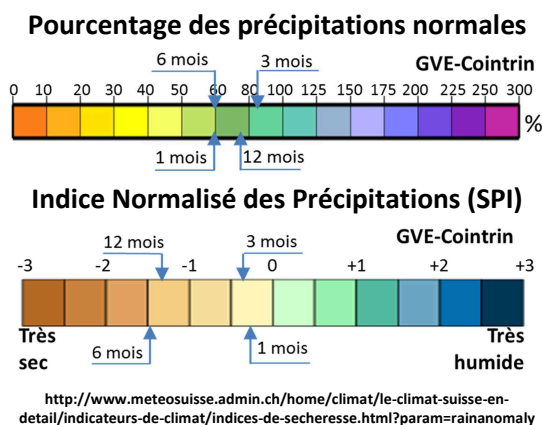 Pourcentage des précipitations normales
6 mois 3 mois GVE-Cointrin
0 10 20 30 40 50 60 80 100 125 150 175 200 225 250 300
%
1 mois 12 mois
Indice Normalisé des Précipitations (SPI)
12 mois 3 mois GVE-Cointrin
-3 -2 -1 0 +1 +2 +3
Très Très
sec 6 mois 1 mois humide
http://www.meteosuisse.admin.ch/home/climat/le-climat-suisse-en-
detail/indicateurs-de-climat/indices-de-secheresse.html?param=rainanomaly